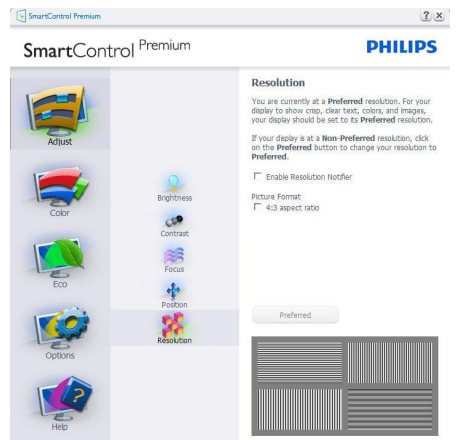 SmartControl Premium
SmartControl Premium
PHILIPS
Adjust
Color
Eco
Options
Help
Brightness
Contrast
Focus
Position
Resolution
Resolution
You are currently at a Preferred resolution. For your
display to show crisp, clear text, colors, and images,
your display should be set to its Preferred resolution.
If your display is at a Non-Preferred resolution, click
on the Preferred button to change your resolution to
Preferred.
Enable Resolution Notifier
Picture Format
4:3 aspect ratio
Preferred